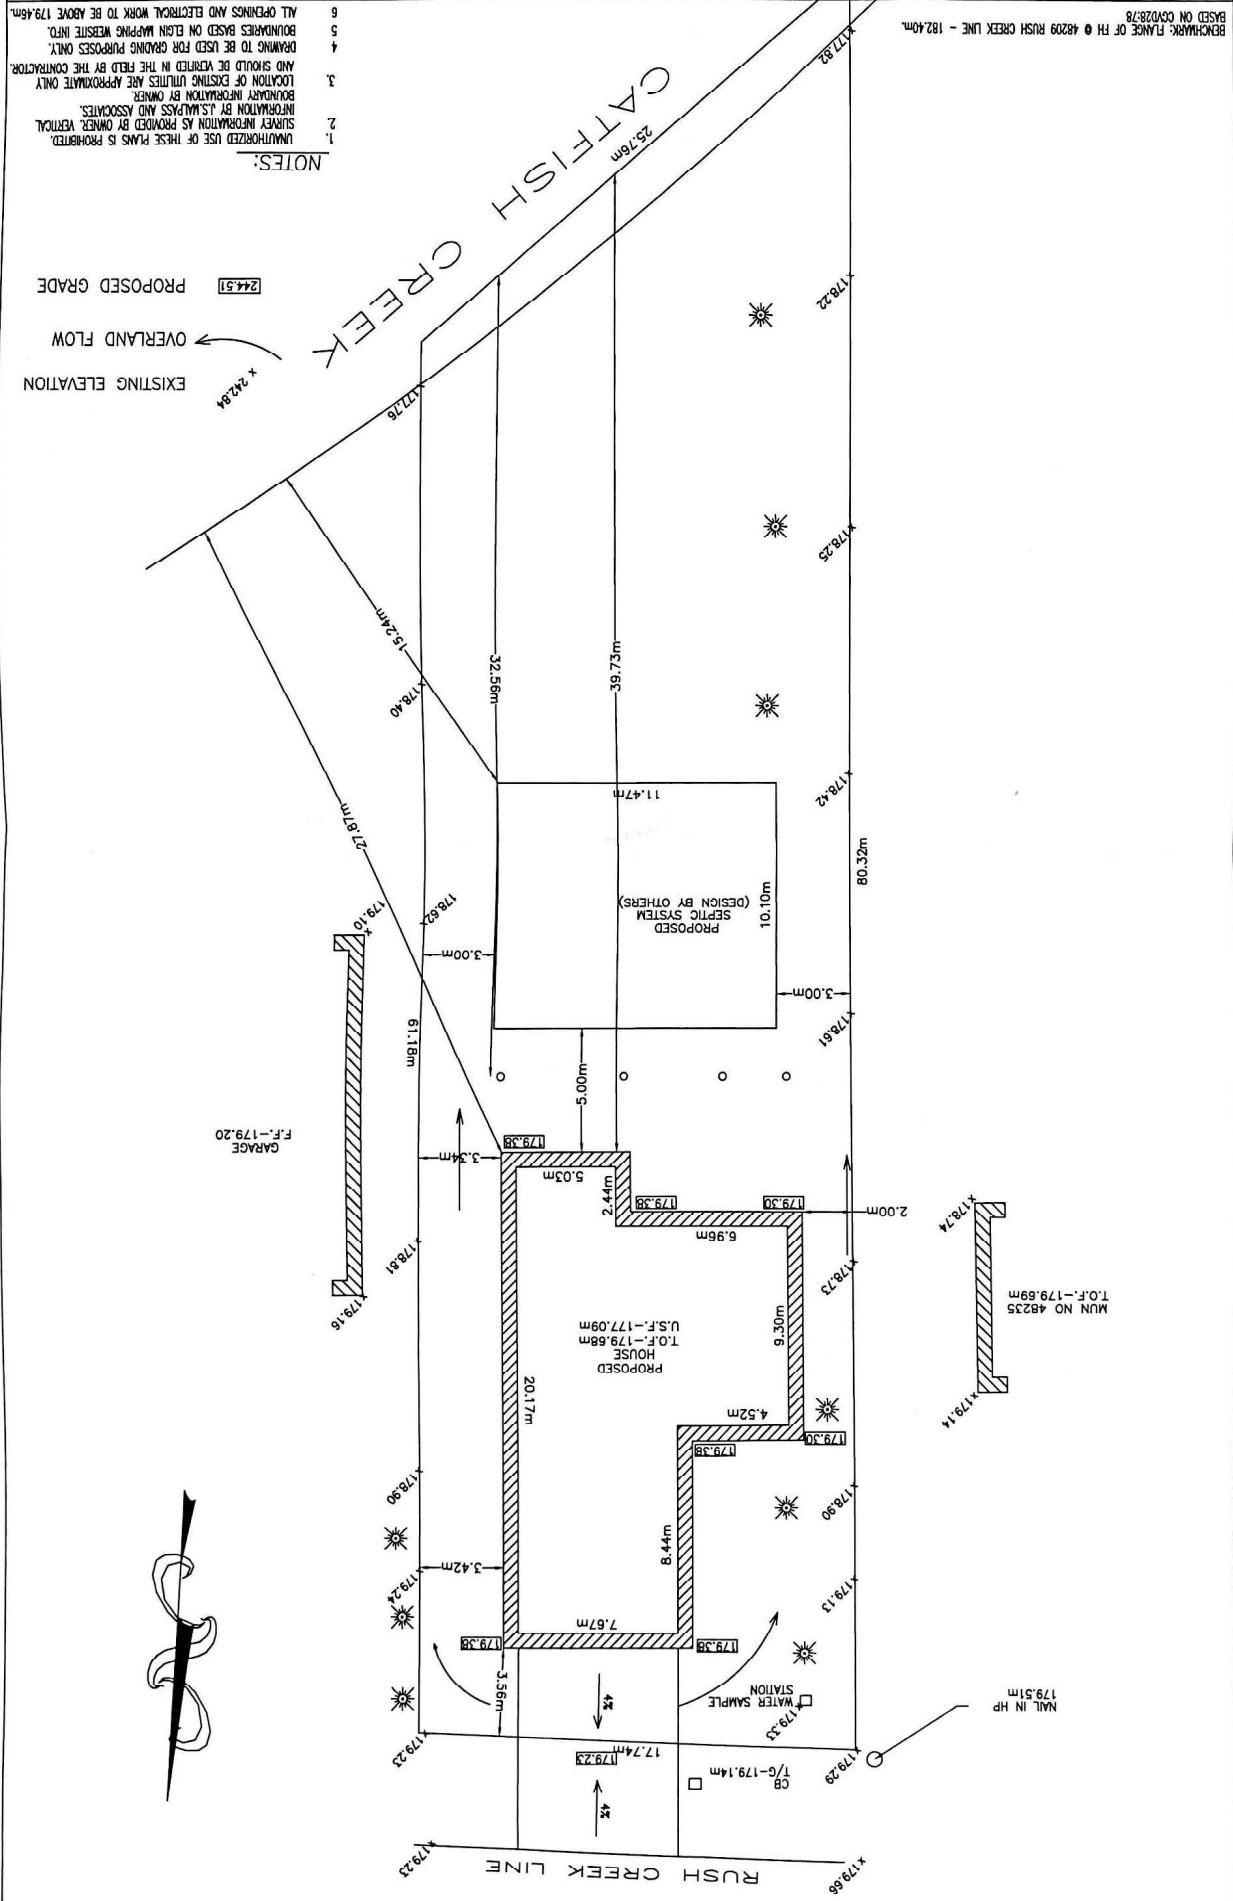 RUSH CREEK LINE
×179.66
×179.23
4%
CB
T/G-179.14m
×179.29
179.23
17.74m
×179.23
NAIL IN HP
179.51m
×179.33
WATER SAMPLE
STATION
4%
3.56m
179.38
179.38
7.67m
×179.13
3.42m
×179.24
8.44m
×178.90
×178.90
179.30
179.38
4.52m
20.17m
×179.14
MUN NO 48235
T.O.F.-179.69m
×178.74
9.30m
PROPOSED
HOUSE
T.O.F.-179.68m
U.S.F.-177.09m
×179.16
×178.73
×178.81
6.96m
2.00m
179.30
179.38
2.44m
5.03m
179.38
3.34m
GARAGE
F.F.-179.20
5.00m
61.18m
×178.61
3.00m
3.00m
10.10m
PROPOSED
SEPTIC SYSTEM
(DESIGN BY OTHERS)
×178.62
×179.10
80.32m
11.47m
27.87m
×178.42
39.73m
32.56m
×178.40
15.24m
×178.25
×178.22
×177.76
×177.82
25.76m
CATFISH CREEK
× 242.84
EXISTING ELEVATION
OVERLAND FLOW
244.51
PROPOSED GRADE
NOTES:
1. UNAUTHORIZED USE OF THESE PLANS IS PROHIBITED.
2. SURVEY INFORMATION AS PROVIDED BY OWNER. VERTICAL
INFORMATION BY J.S.MALPASS AND ASSOCIATES.
BOUNDARY INFORMATION BY OWNER.
3. LOCATION OF EXISTING UTILITIES ARE APPROXIMATE ONLY
AND SHOULD BE VERIFIED IN THE FIELD BY THE CONTRACTOR.
4 DRAWING TO BE USED FOR GRADING PURPOSES ONLY.
5 BOUNDARIES BASED ON ELGIN MAPPING WEBSITE INFO.
6 ALL OPENINGS AND ELECTRICAL WORK TO BE ABOVE 179.46m.
BENCHMARK: FLANGE OF FH @ 48209 RUSH CREEK LINE - 182.40m.
BASED ON CGVD28:78